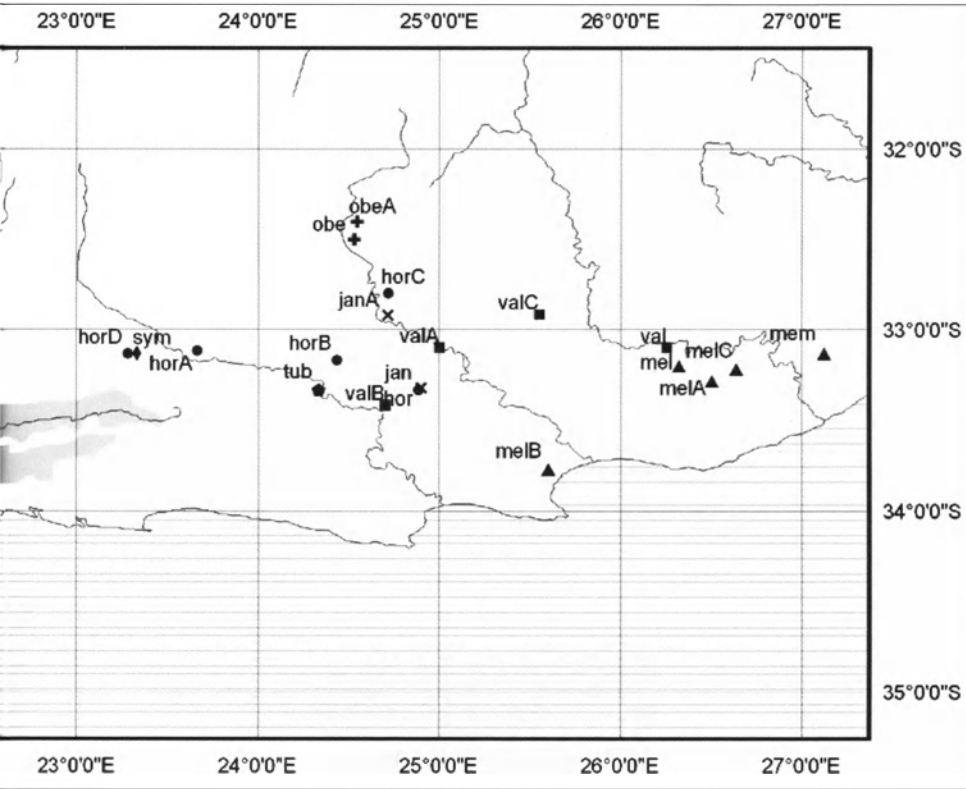 23°0'0"E 24°0'0"E 25°0'0"E 26°0'0"E 27°0'0"E
32°0'0"S
obeA
obe
horC
janA
valC
33°0'0"S
horD sym
horA
horB
valA
val
melC
mem
mel
tub
jan
valB
hor
melA
melB
34°0'0"S
35°0'0"S
23°0'0"E 24°0'0"E 25°0'0"E 26°0'0"E 27°0'0"E